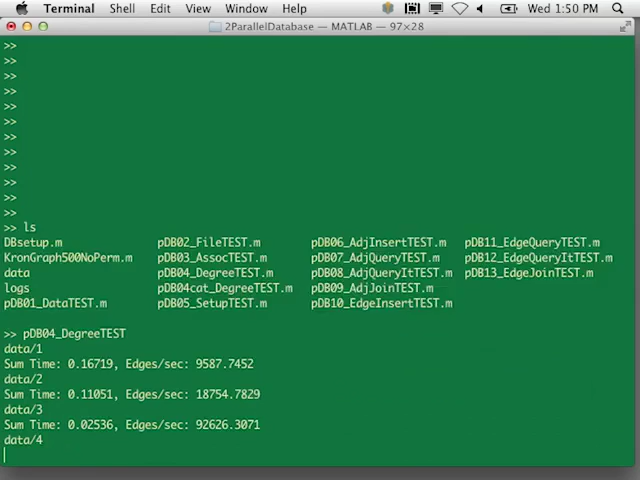 Terminal Shell Edit View Window Help Wed 1:50 PM
2ParallelDatabase — MATLAB — 97×28
>>
>>
>>
>>
>>
>>
>>
>>
>>
>>
>>
>>
>> ls
DBsetup.m pDB02_FileTEST.m pDB06_AdjInsertTEST.m pDB11_EdgeQueryTEST.m
KronGraph500NoPerm.m pDB03_AssocTEST.m pDB07_AdjQueryTEST.m pDB12_EdgeQueryItTEST.m
data pDB04_DegreeTEST.m pDB08_AdjQueryItTEST.m pDB13_EdgeJoinTEST.m
logs pDB04cat_DegreeTEST.m pDB09_AdjJoinTEST.m
pDB01_DataTEST.m pDB05_SetupTEST.m pDB10_EdgeInsertTEST.m
>> pDB04_DegreeTEST
data/1
Sum Time: 0.16719, Edges/sec: 9587.7452
data/2
Sum Time: 0.11051, Edges/sec: 18754.7829
data/3
Sum Time: 0.02536, Edges/sec: 92626.3071
data/4